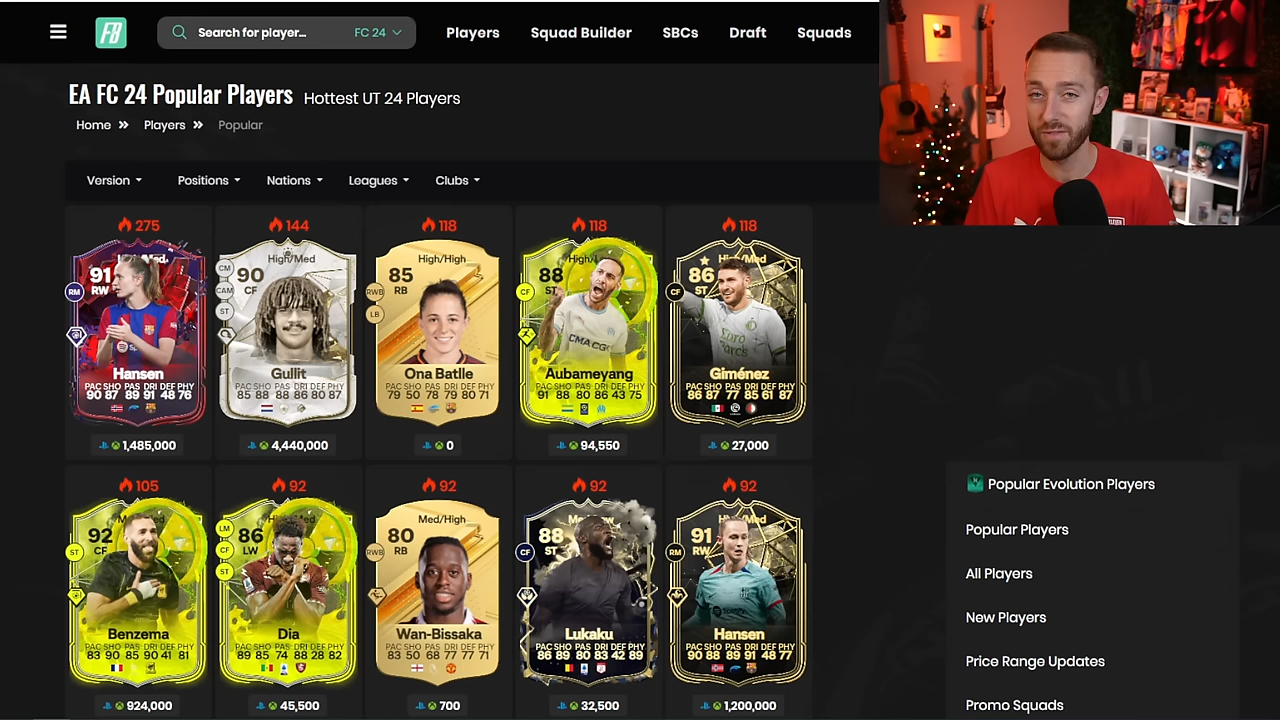 FB
Search for player...
FC 24
Players
Squad Builder
SBCs
Draft
Squads
EA FC 24 Popular Players
Hottest UT 24 Players
Home
Players
Popular
Version
Positions
Nations
Leagues
Clubs
275
144
118
118
118
91
RW
RM
Hansen
PAC SHO PAS DRI DEF PHY
90 87 89 91 48 76
1,485,000
High/Med
90
CF
CM
CAM
ST
Gullit
PAC SHO PAS DRI DEF PHY
85 88 88 86 80 87
4,440,000
High/High
85
RB
RWB
LB
Ona Batlle
PAC SHO PAS DRI DEF PHY
79 50 78 79 80 71
0
88
ST
CF
CMA CG
Aubameyang
PAC SHO PAS DRI DEF PHY
91 88 80 86 43 75
94,550
86
ST
CF
Giménez
PAC SHO PAS DRI DEF PHY
86 87 77 85 61 87
27,000
105
92
92
92
92
92
CF
ST
Benzema
PAC SHO PAS DRI DEF PHY
83 90 85 90 41 81
924,000
86
LW
LM
CF
ST
Dia
PAC SHO PAS DRI DEF PHY
89 85 74 88 28 82
45,500
Med/High
80
RB
RWB
Wan-Bissaka
PAC SHO PAS DRI DEF PHY
83 50 68 77 77 71
700
88
ST
CF
Lukaku
PAC SHO PAS DRI DEF PHY
86 89 80 83 42 89
32,500
91
RW
RM
Hansen
PAC SHO PAS DRI DEF PHY
90 88 89 91 48 77
1,200,000
Popular Evolution Players
Popular Players
All Players
New Players
Price Range Updates
Promo Squads